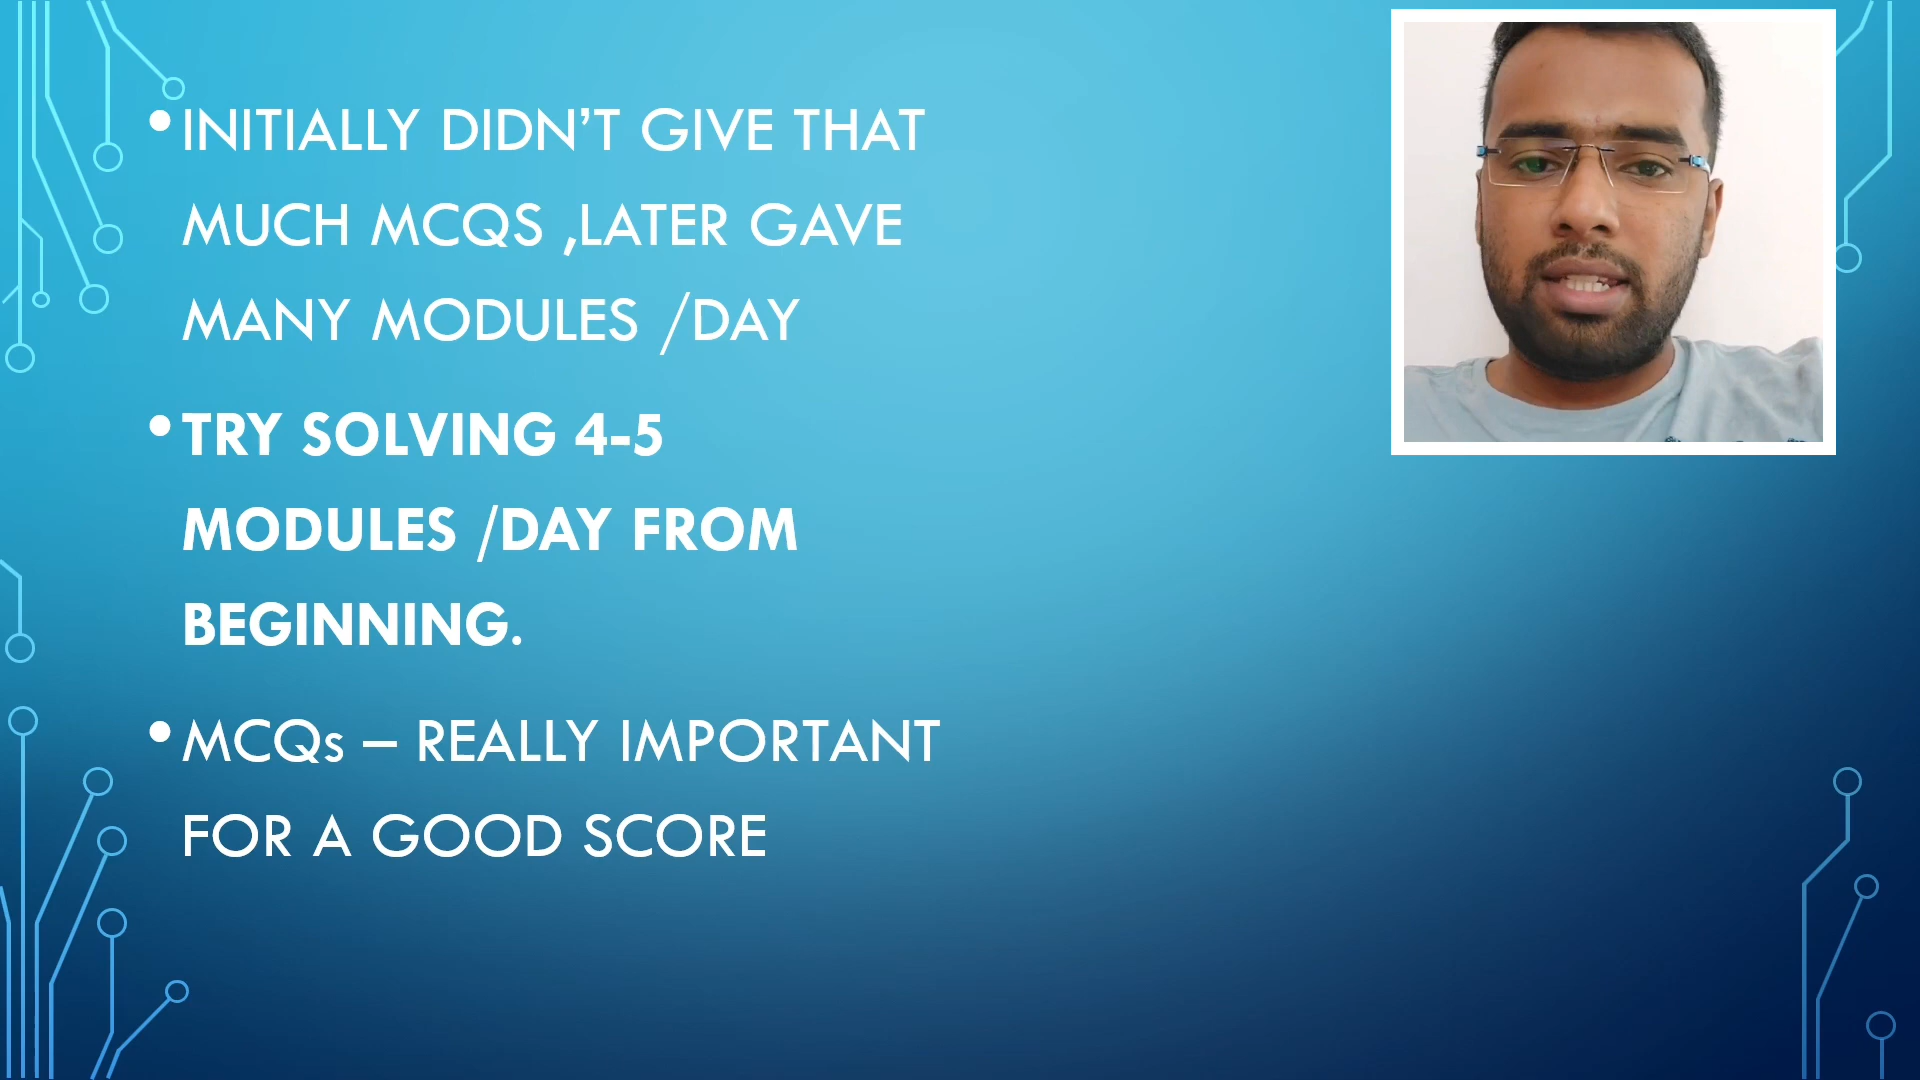 • INITIALLY DIDN’T GIVE THAT
MUCH MCQS ,LATER GAVE
MANY MODULES /DAY
• TRY SOLVING 4-5
MODULES /DAY FROM
BEGINNING.
• MCQs – REALLY IMPORTANT
FOR A GOOD SCORE